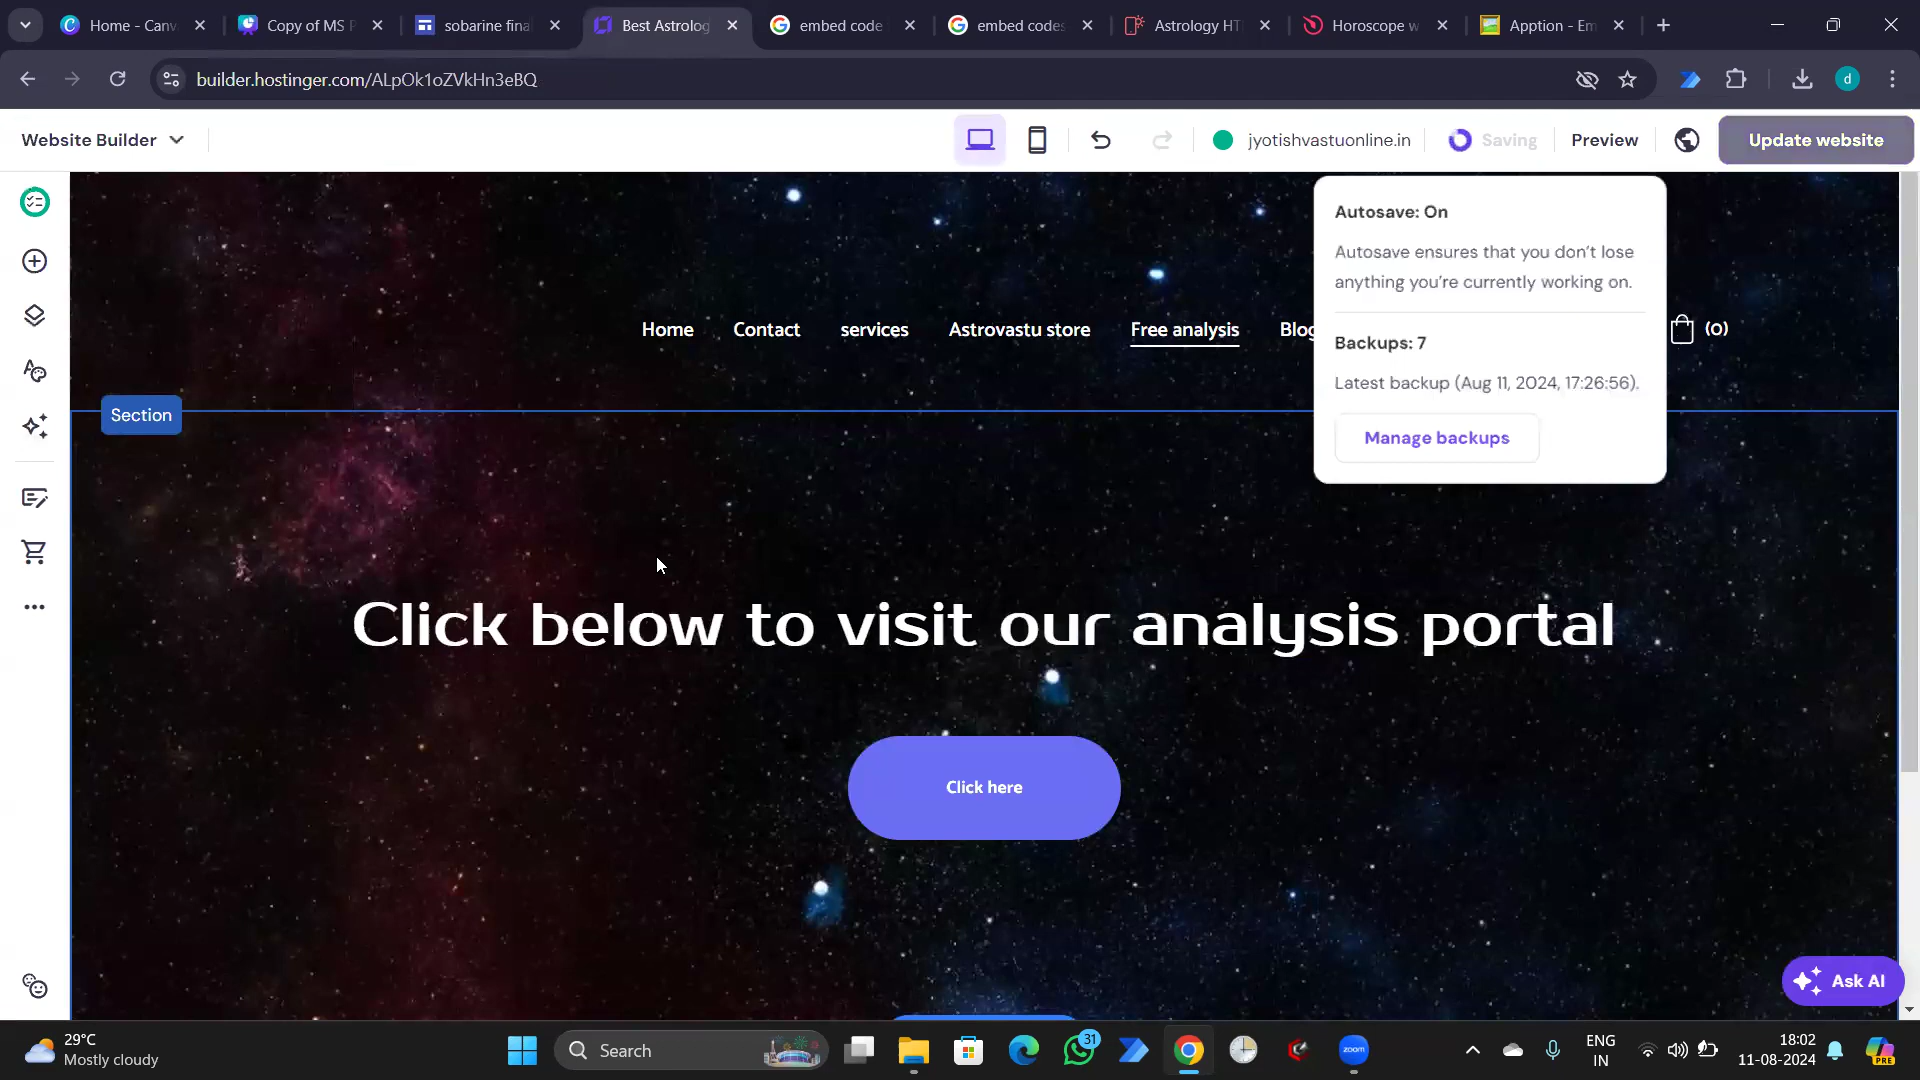 Home - Canv
Copy of MS P
sobarine fina
Best Astrolog
embed code
embed codes
Astrology HT
Horoscope w
Apption - Em
builder.hostinger.com/ALpOk1oZVkHn3eBQ
d
Website Builder
jyotishvastuonline.in
Saving
Preview
Update website
Autosave: On
Autosave ensures that you don't lose
anything you're currently working on.
Backups: 7
Latest backup (Aug 11, 2024, 17:26:56).
Manage backups
Home
Contact
services
Astrovastu store
Free analysis
Blog
(0)
Section
Click below to visit our analysis portal
Click here
Ask AI
29°C
Mostly cloudy
Search
31
zoom
ENG
IN
18:02
11-08-2024
PRE